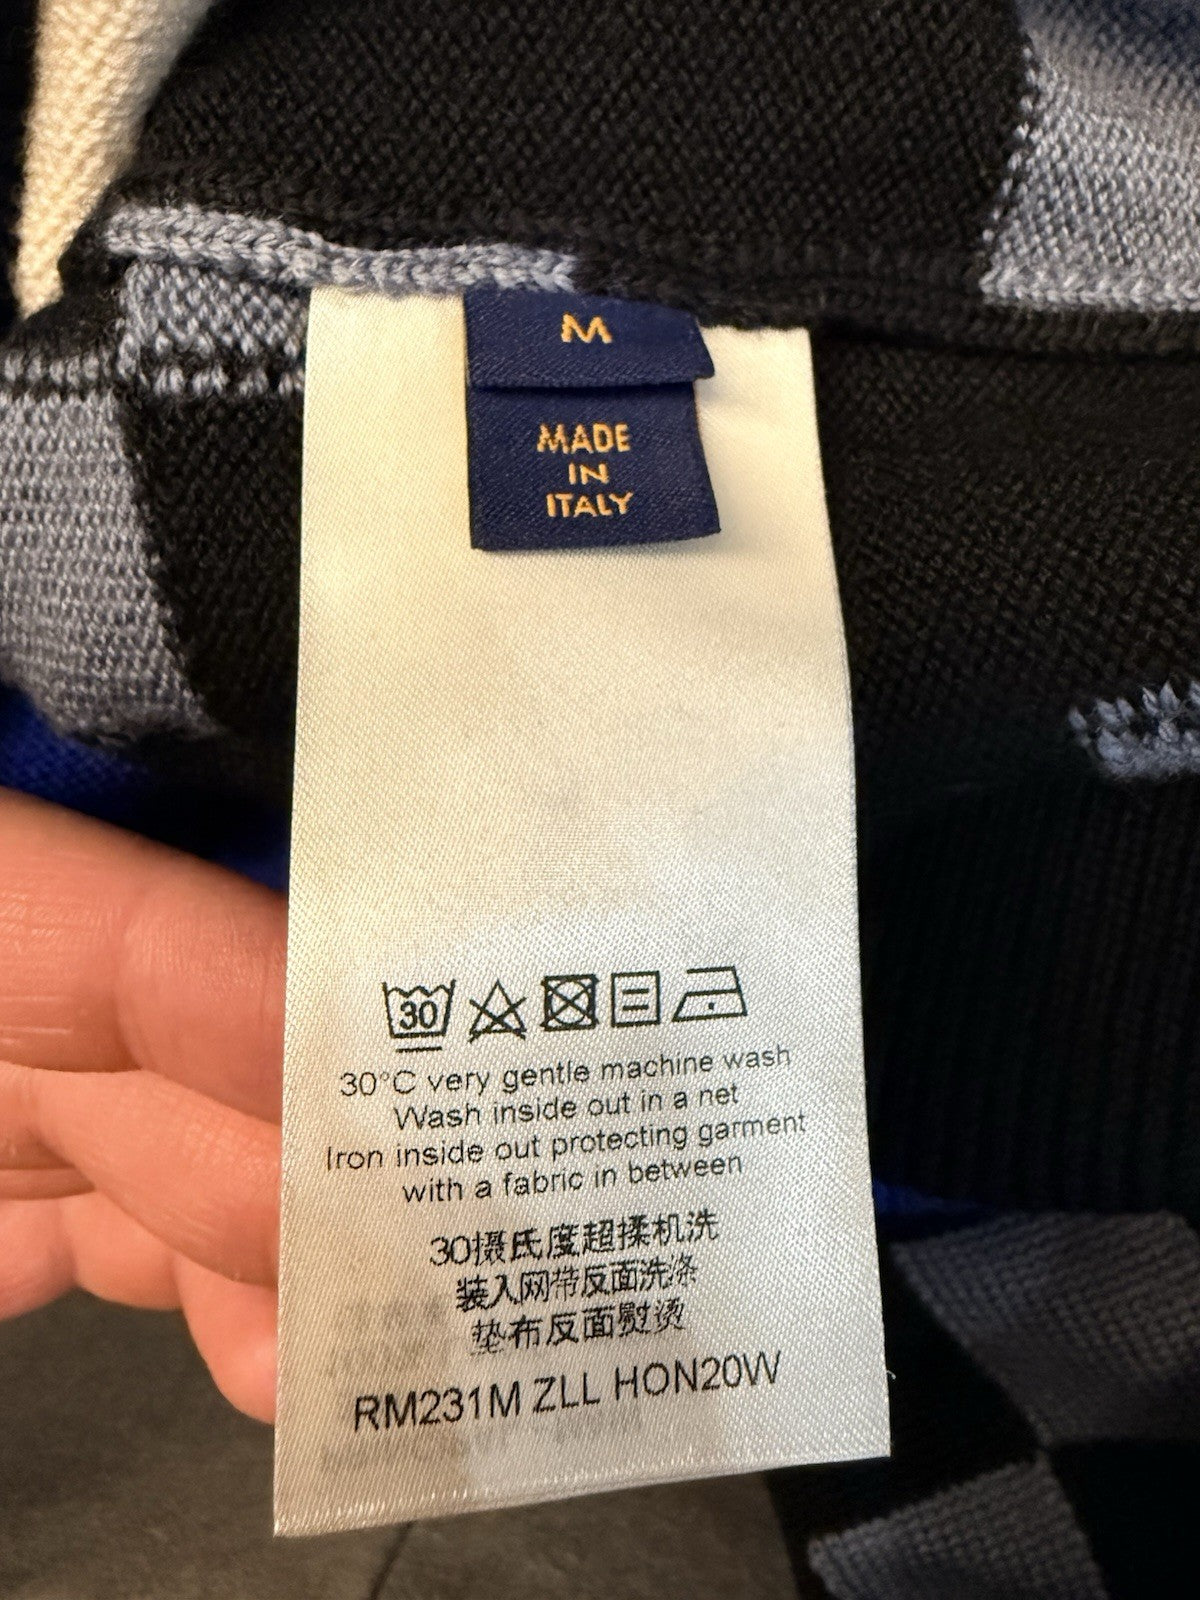 M
MADE
IN
ITALY
30
30°C very gentle machine wash
Wash inside out in a net
Iron inside out protecting garment
with a fabric in between
30摄氏度超揉机洗
装入网带反面洗涤
垫布反面熨烫
RM231M ZLL HON20W